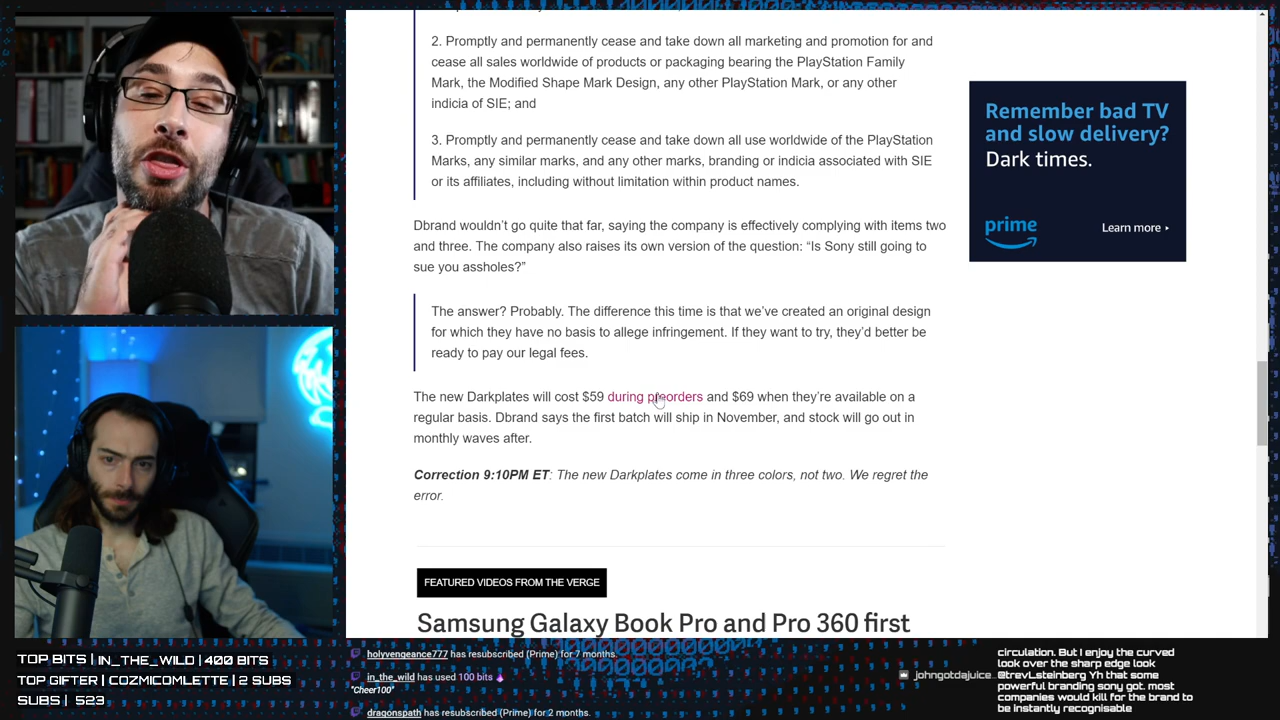 2. Promptly and permanently cease and take down all marketing and promotion for and
cease all sales worldwide of products or packaging bearing the PlayStation Family
Mark, the Modified Shape Mark Design, any other PlayStation Mark, or any other
indicia of SIE; and
3. Promptly and permanently cease and take down all use worldwide of the PlayStation
Marks, any similar marks, and any other marks, branding or indicia associated with SIE
or its affiliates, including without limitation within product names.
Dbrand wouldn't go quite that far, saying the company is effectively complying with items two
and three. The company also raises its own version of the question: “Is Sony still going to
sue you assholes?”
The answer? Probably. The difference this time is that we've created an original design
for which they have no basis to allege infringement. If they want to try, they'd better be
ready to pay our legal fees.
The new Darkplates will cost $59 during preorders and $69 when they're available on a
regular basis. Dbrand says the first batch will ship in November, and stock will go out in
monthly waves after.
Correction 9:10PM ET: The new Darkplates come in three colors, not two. We regret the
error.
FEATURED VIDEOS FROM THE VERGE
Samsung Galaxy Book Pro and Pro 360 first
Remember bad TV
and slow delivery?
Dark times.
prime
Learn more
TOP BITS | IN_THE_WILD | 400 BITS
TOP GIFTER | COZMICOMLETTE | 2 SUBS
SUBS | 523
holyvengeance777 has resubscribed (Prime) for 7 months.
in_the_wild has used 100 bits
"Cheer100"
dragonspath has resubscribed (Prime) for 2 months.
johngotdajuice
circulation. But I enjoy the curved
look over the sharp edge look
@trevl_steinberg Yh that some
powerful branding sony got. most
companies would kill for the brand to
be instantly recognisable